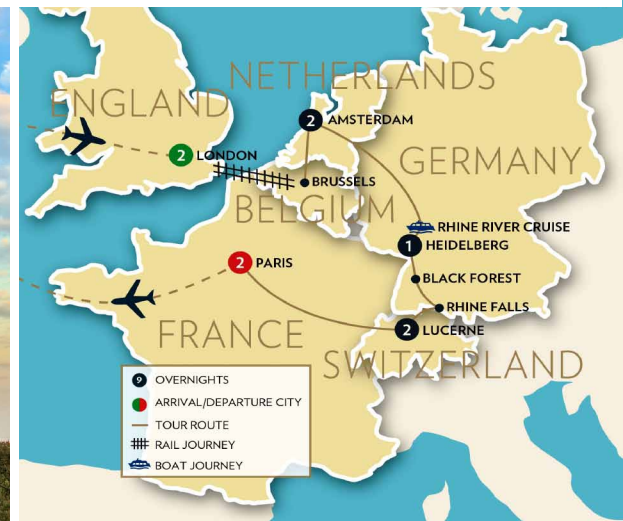 NETHERLANDS
ENGLAND
2 AMSTERDAM
2 LONDON
GERMANY
BRUSSELS
BELGIUM
RHINE RIVER CRUISE
1 HEIDELBERG
2 PARIS
BLACK FOREST
RHINE FALLS
FRANCE
2 LUCERNE
SWITZERLAND
9 OVERNIGHTS
ARRIVAL/DEPARTURE CITY
TOUR ROUTE
RAIL JOURNEY
BOAT JOURNEY